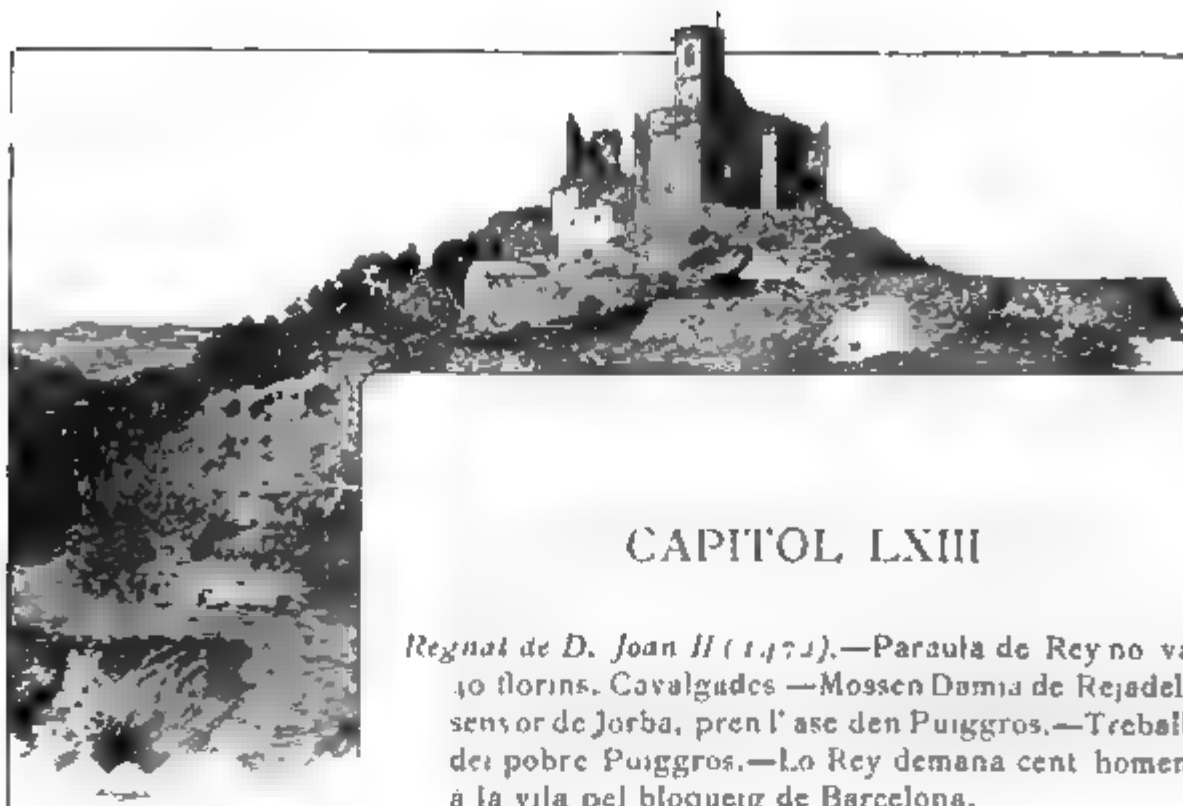 CAPITOL LXIII
Regnat de D. Joan II (1472).—Paraula de Rey no va
40 florins. Cavalgades —Mossen Damia de Rejadel
senyor de Jorba, pren l' ase den Puiggros.—Treball
del pobre Puiggros.—Lo Rey demana cent homen
a la vila pel bloqueig de Barcelona.